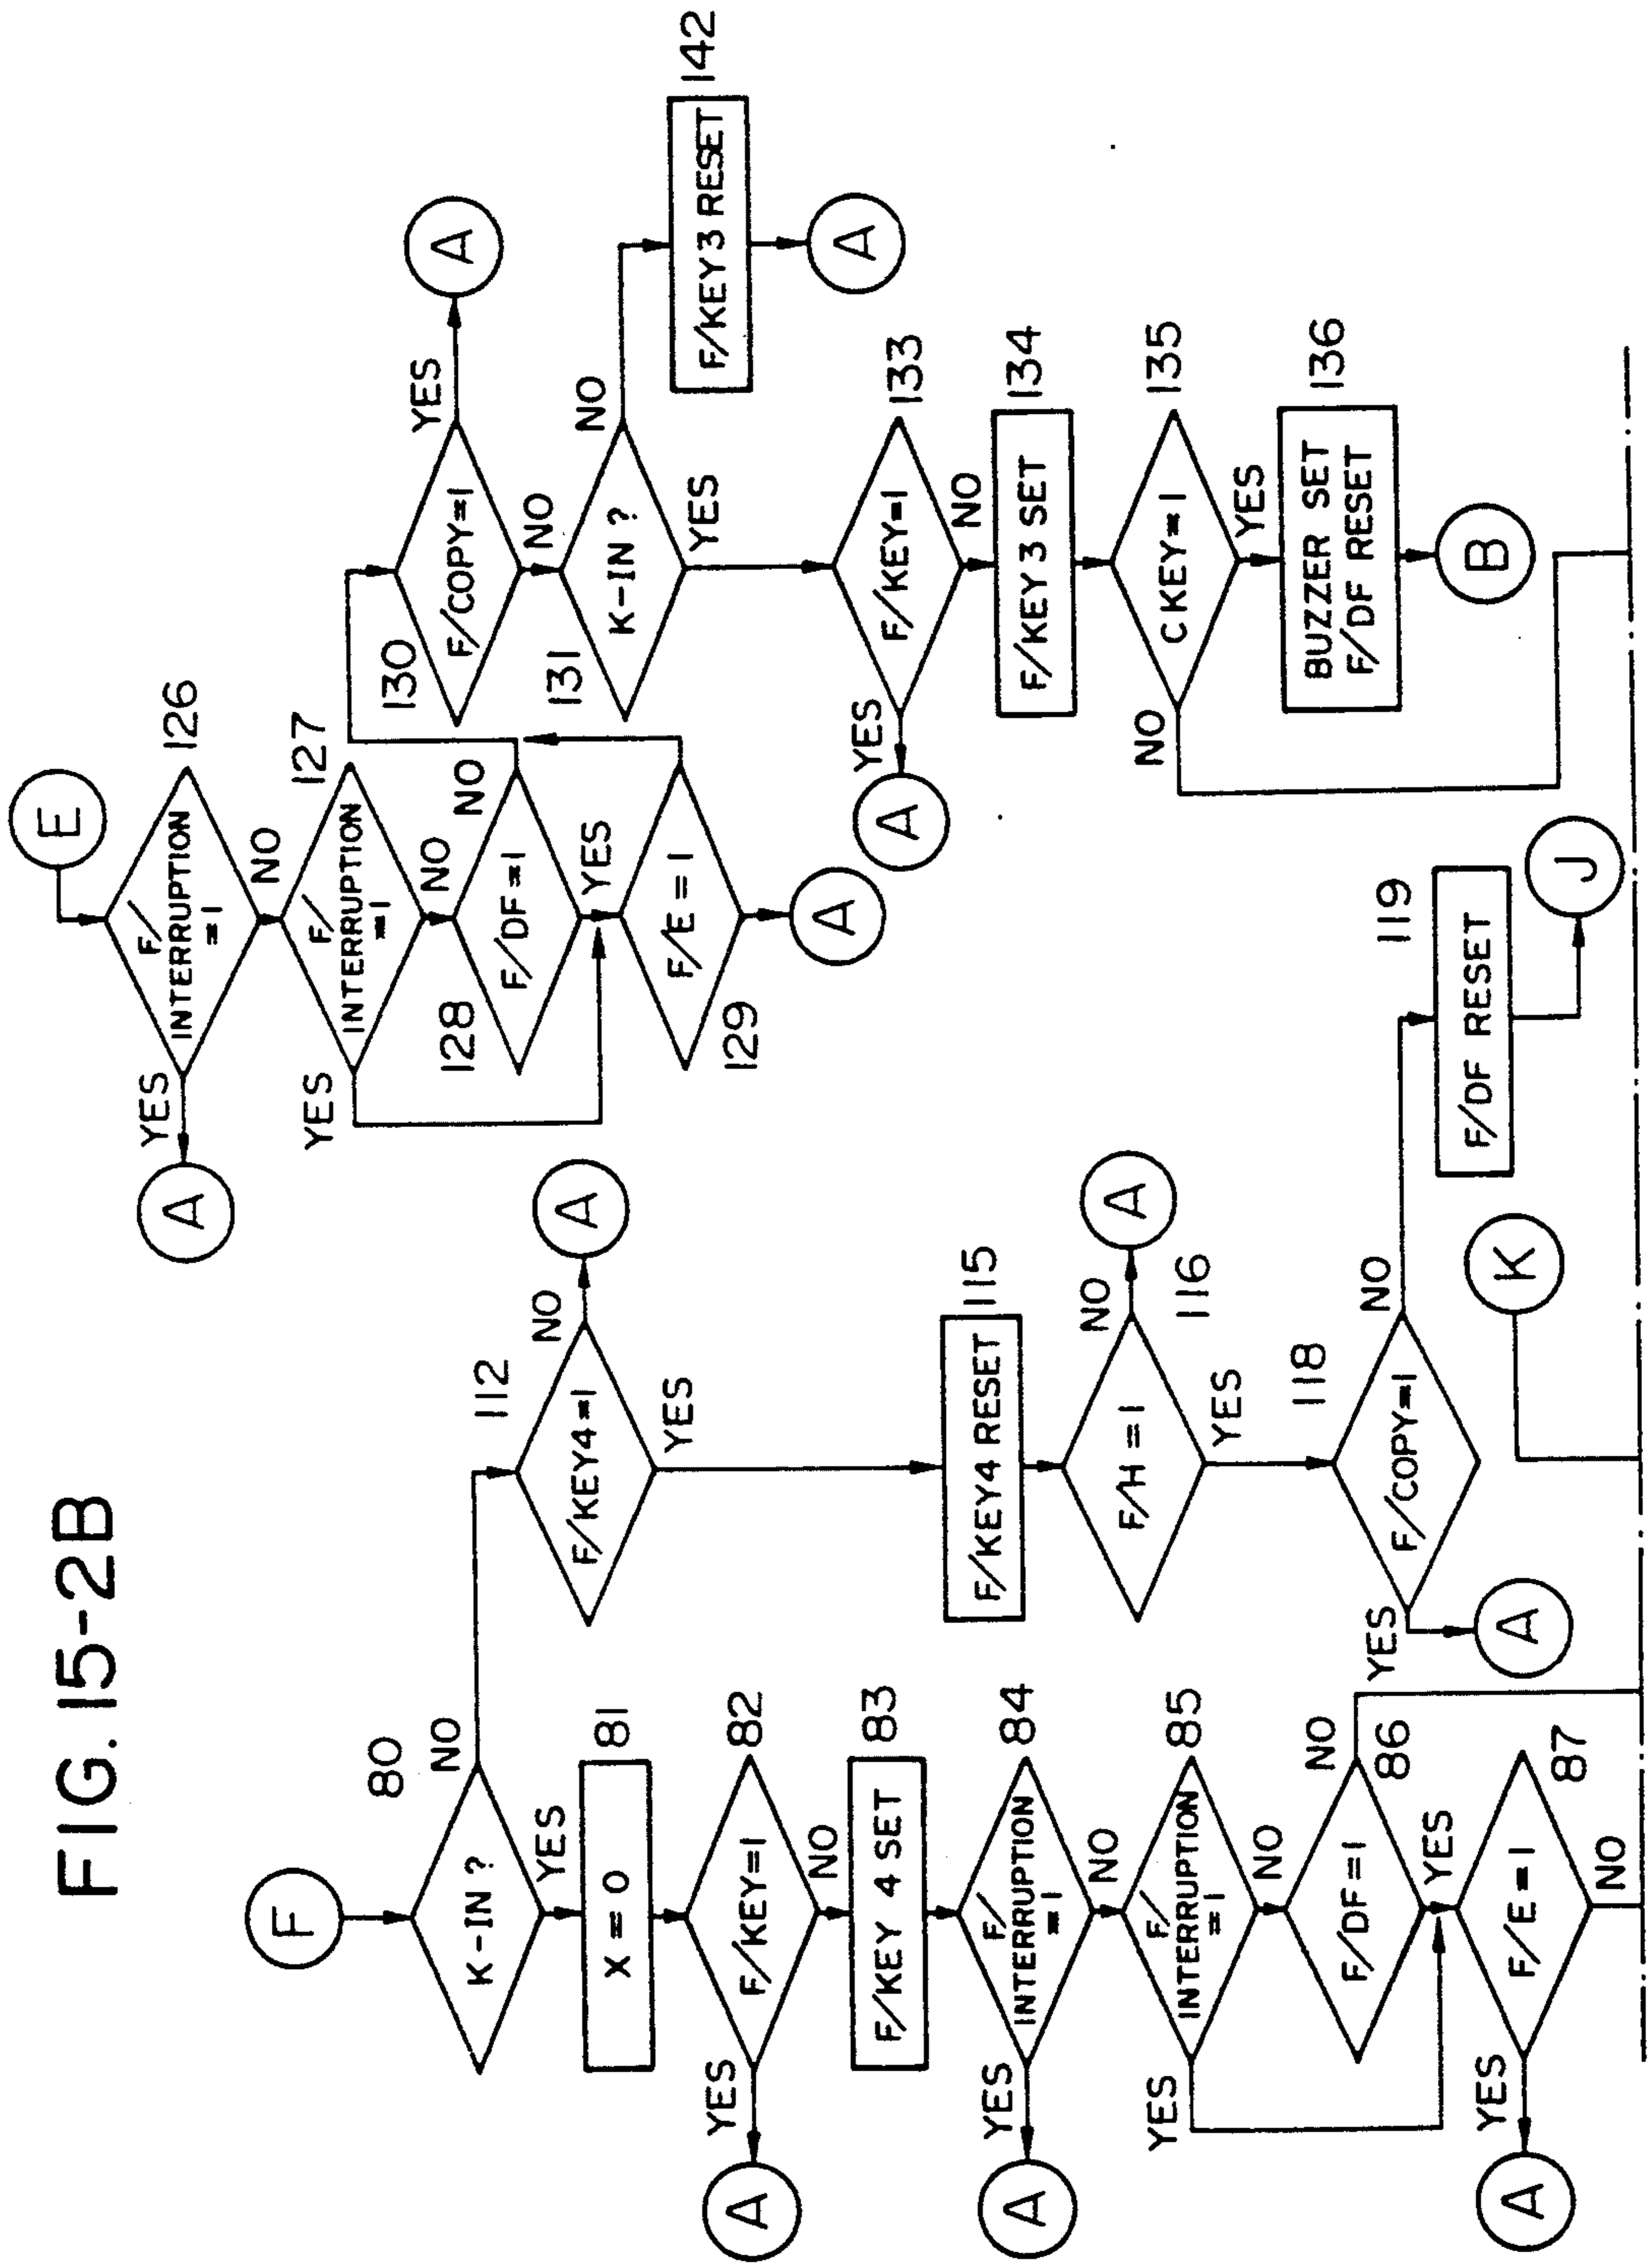 FIG. 15-2B
F
K-IN ?
80
NO
YES
X = 0
81
F/KEY=1
82
YES
A
NO
F/KEY 4 SET
83
F/
INTERRUPTION
=1
84
YES
A
NO
F/
INTERRUPTION
=1
85
YES
NO
F/DF=1
86
NO
YES
F/E=1
87
YES
A
NO
F/KEY4=1
112
NO
A
YES
F/KEY4 RESET
115
F/H=1
116
NO
A
YES
F/COPY=1
118
YES
A
NO
F/DF RESET
119
J
K
E
F/
INTERRUPTION
=1
126
YES
A
NO
F/
INTERRUPTION
=1
127
YES
NO
F/DF=1
128
NO
YES
F/E=1
129
A
F/COPY=1
130
YES
A
NO
K-IN ?
131
NO
F/KEY3 RESET
142
A
YES
F/KEY=1
133
YES
A
NO
F/KEY 3 SET
134
C KEY=1
135
NO
YES
BUZZER SET
F/DF RESET
136
B